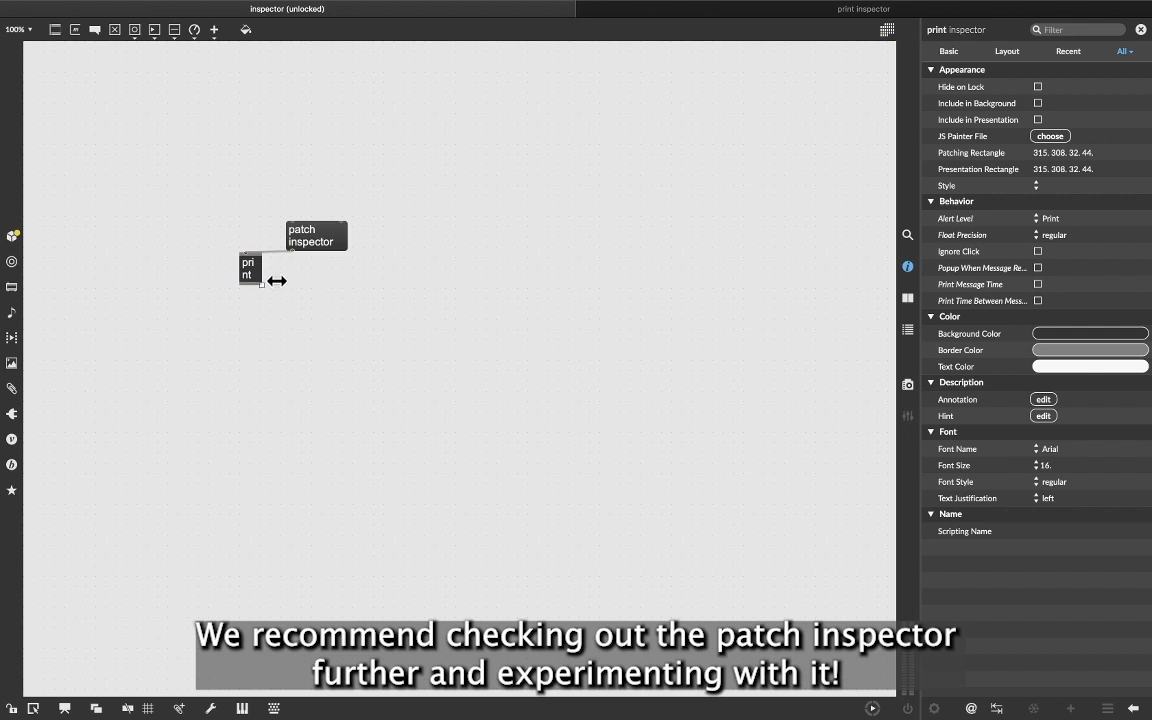 inspector (unlocked)
print inspector
100%
print inspector
Filter
Basic
Layout
Recent
All
Appearance
Hide on Lock
Include in Background
Include in Presentation
JS Painter File
choose
Patching Rectangle
315. 308. 32. 44.
Presentation Rectangle
315. 308. 32. 44.
Style
Behavior
Alert Level
Print
Float Precision
regular
Ignore Click
Popup When Message Re...
Print Message Time
Print Time Between Mess...
Color
Background Color
Border Color
Text Color
Description
Annotation
edit
Hint
edit
Font
Font Name
Arial
Font Size
16.
Font Style
regular
Text Justification
left
Name
Scripting Name
patch
inspector
pri
nt
We recommend checking out the patch inspector
further and experimenting with it!